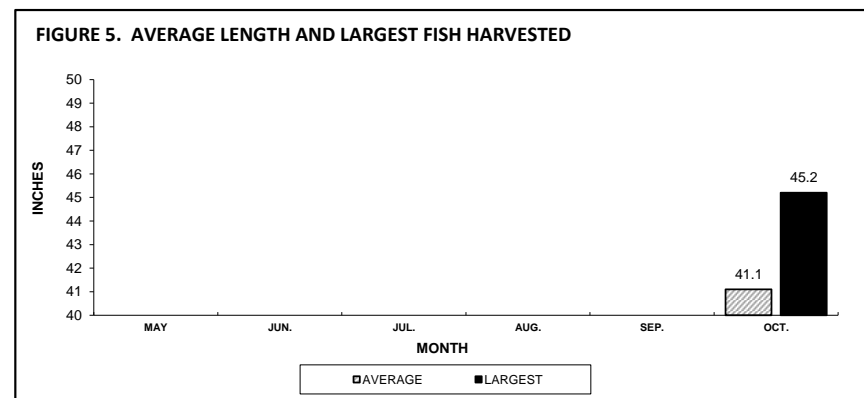 FIGURE 5. AVERAGE LENGTH AND LARGEST FISH HARVESTED
50
49
48
47
46
45
44
43
42
41
40
INCHES
45.2
41.1
MAY JUN. JUL. AUG. SEP. OCT.
MONTH
AVERAGE LARGEST